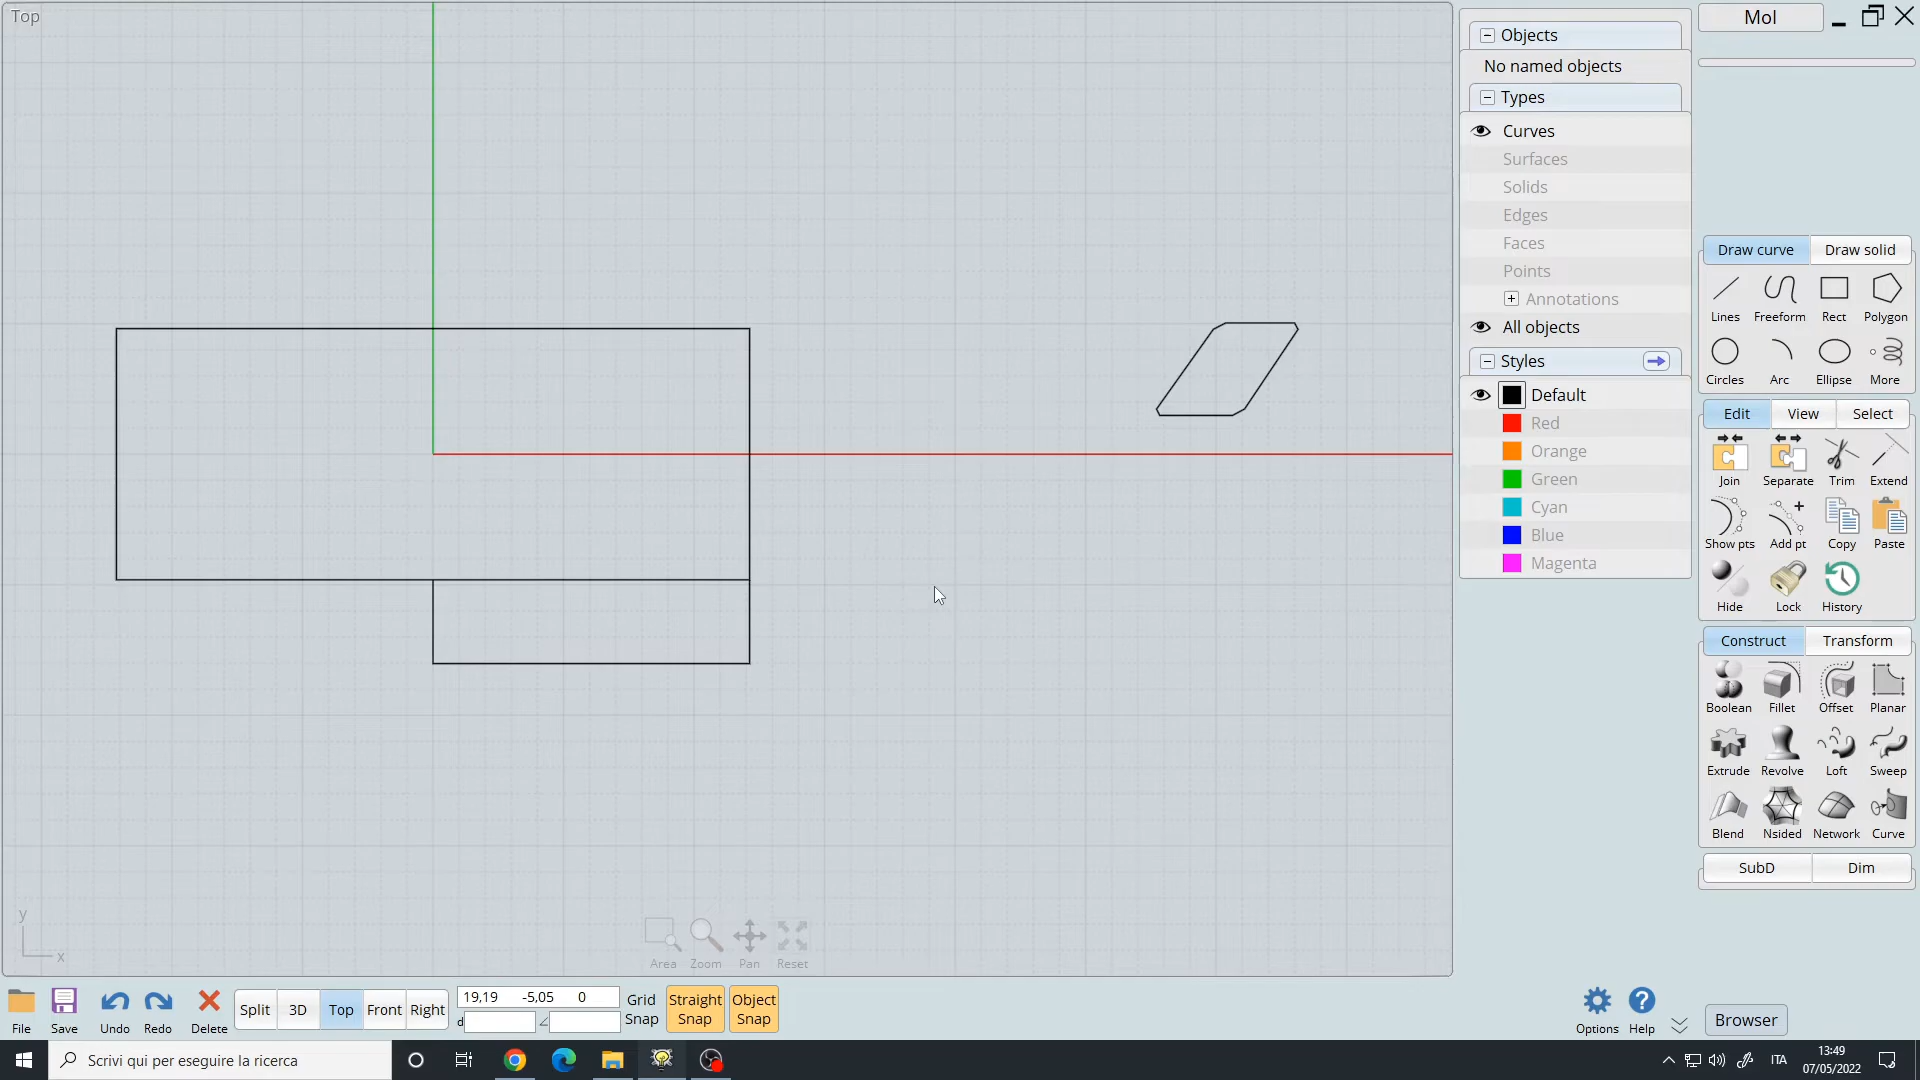 Top
Objects
No named objects
Types
Curves
Surfaces
Solids
Edges
Faces
Points
Annotations
All objects
Styles
Default
Red
Orange
Green
Cyan
Blue
Magenta
MoI
Draw curve Draw solid
Lines Freeform Rect Polygon
Circles Arc Ellipse More
Edit View Select
Join Separate Trim Extend
Show pts Add pt Copy Paste
Hide Lock History
Construct Transform
Boolean Fillet Offset Planar
Extrude Revolve Loft Sweep
Blend Nsided Network Curve
SubD Dim
y
x
Area Zoom Pan Reset
File Save Undo Redo Delete
Split 3D Top Front Right
19,19 -5,05 0
d
Grid Snap
Straight Snap
Object Snap
Options Help
Browser
Scrivi qui per eseguire la ricerca
ITA
13:49
07/05/2022